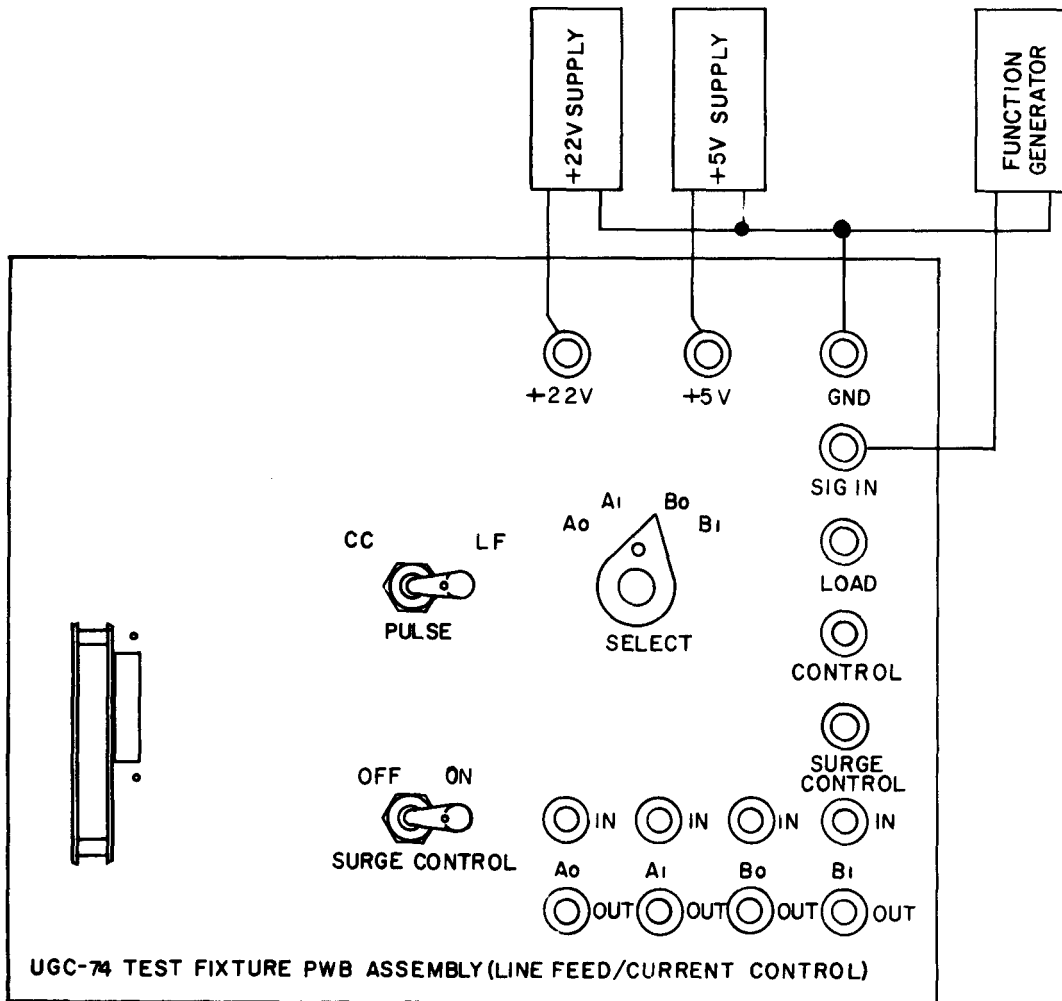 +22V SUPPLY
+5V SUPPLY
FUNCTION
GENERATOR
+22V
+5V
GND
SIG IN
LOAD
CONTROL
SURGE
CONTROL
CC
LF
PULSE
A0
A1
B0
B1
SELECT
OFF
ON
SURGE CONTROL
IN
IN
IN
IN
A0
A1
B0
B1
OUT
OUT
OUT
OUT
UGC-74 TEST FIXTURE PWB ASSEMBLY (LINE FEED/CURRENT CONTROL)